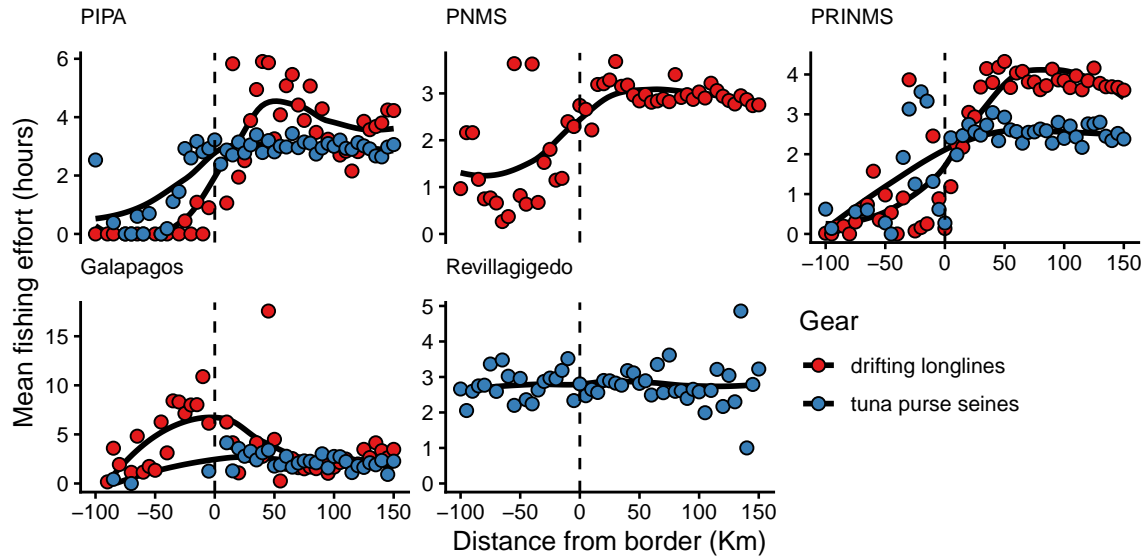 PIPA
PNMS
PRINMS
6
4
2
0
3
2
1
0
4
3
2
1
0
−100 −50 0 50 100 150
Galapagos
Revillagigedo
15
10
5
0
5
4
3
2
1
0
−100 −50 0 50 100 150
−100 −50 0 50 100 150
Mean fishing effort (hours)
Distance from border (Km)
Gear
drifting longlines
tuna purse seines